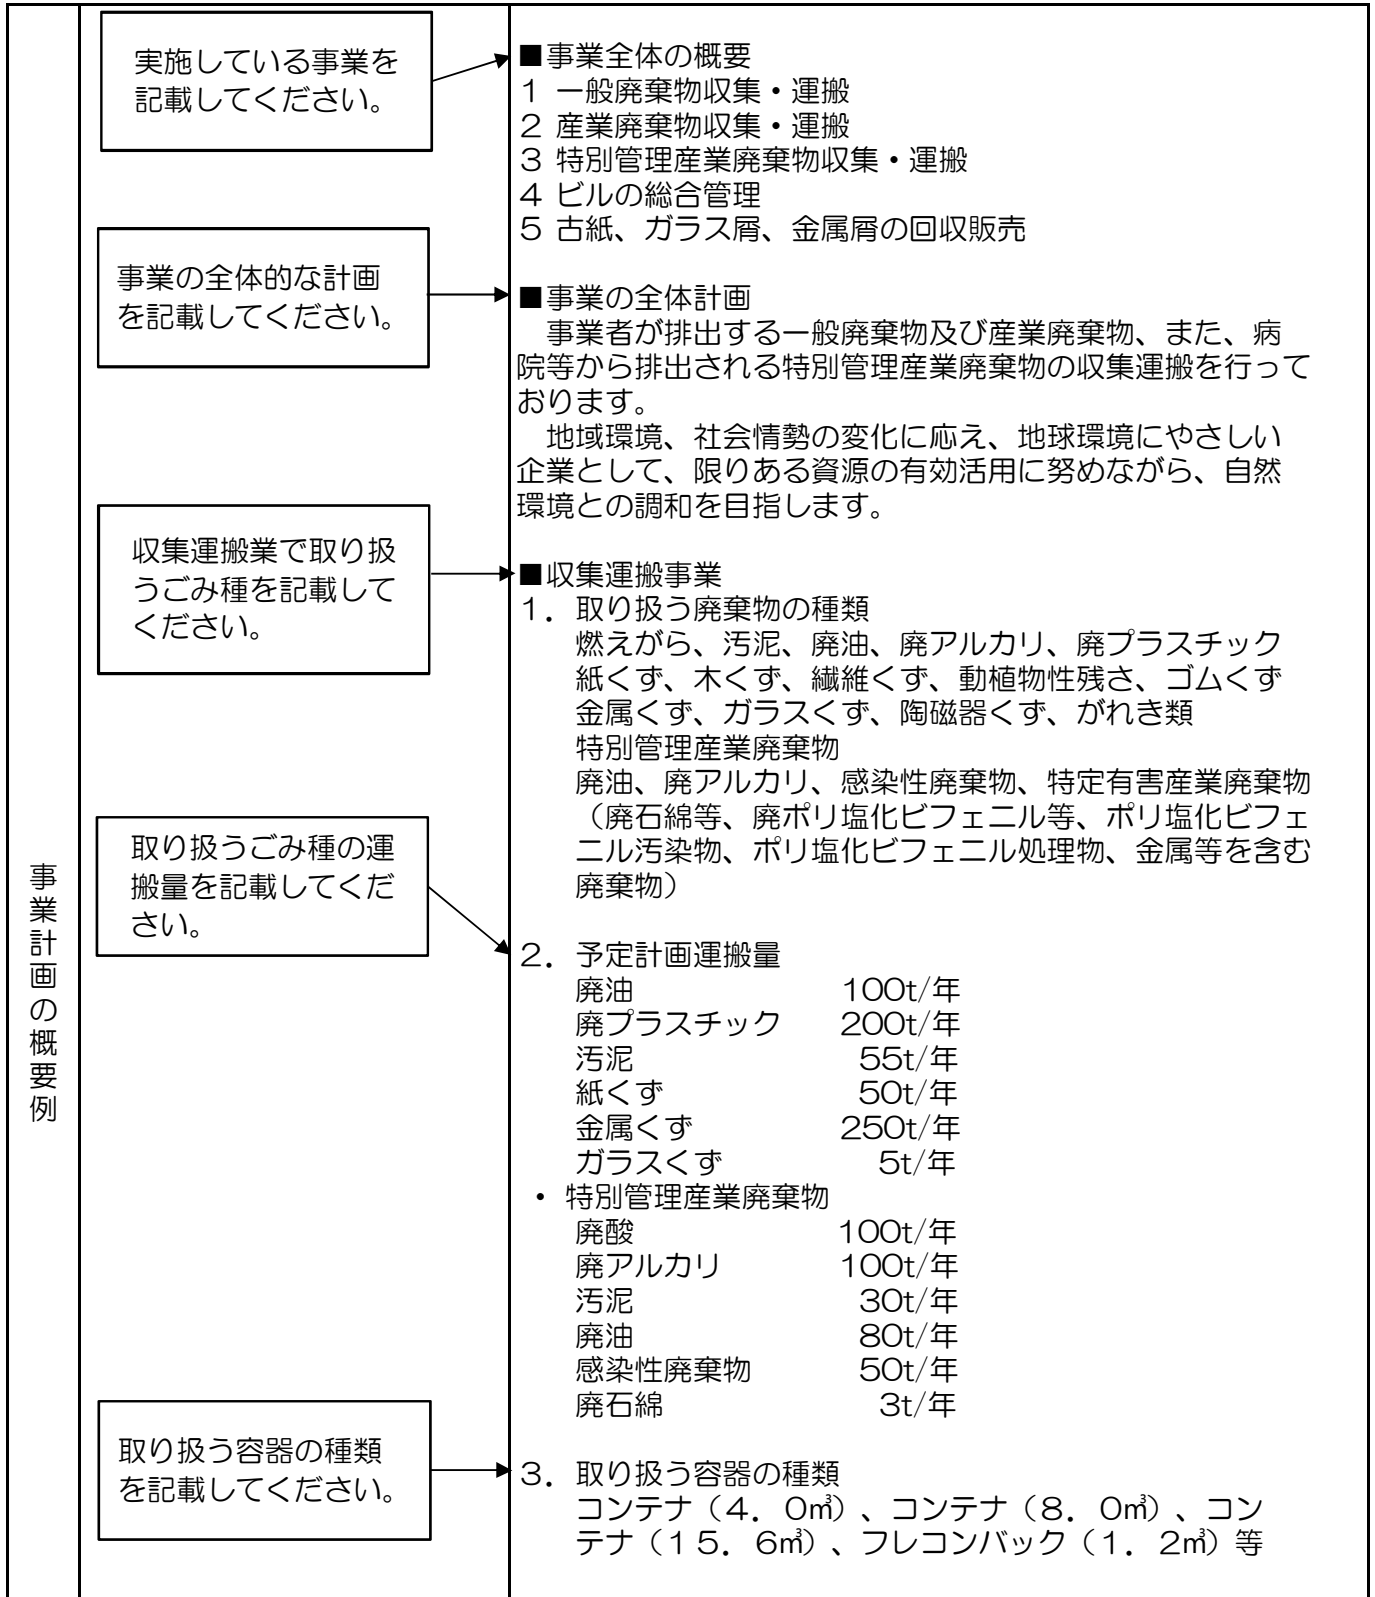 事業計画の概要例
実施している事業を
記載してください。
■事業全体の概要
1 一般廃棄物収集・運搬
2 産業廃棄物収集・運搬
3 特別管理産業廃棄物収集・運搬
4 ビルの総合管理
5 古紙、ガラス屑、金属屑の回収販売
事業の全体的な計画
を記載してください。
■事業の全体計画
　事業者が排出する一般廃棄物及び産業廃棄物、また、病
院等から排出される特別管理産業廃棄物の収集運搬を行って
おります。
　地域環境、社会情勢の変化に応え、地球環境にやさしい
企業として、限りある資源の有効活用に努めながら、自然
環境との調和を目指します。
収集運搬業で取り扱
うごみ種を記載して
ください。
■収集運搬事業
1．取り扱う廃棄物の種類
燃えがら、汚泥、廃油、廃アルカリ、廃プラスチック
紙くず、木くず、繊維くず、動植物性残さ、ゴムくず
金属くず、ガラスくず、陶磁器くず、がれき類
特別管理産業廃棄物
廃油、廃アルカリ、感染性廃棄物、特定有害産業廃棄物
（廃石綿等、廃ポリ塩化ビフェニル等、ポリ塩化ビフェ
ニル汚染物、ポリ塩化ビフェニル処理物、金属等を含む
廃棄物）
取り扱うごみ種の運
搬量を記載してくだ
さい。
2．予定計画運搬量
廃油　100t/年
廃プラスチック　200t/年
汚泥　55t/年
紙くず　50t/年
金属くず　250t/年
ガラスくず　5t/年
・ 特別管理産業廃棄物
廃酸　100t/年
廃アルカリ　100t/年
汚泥　30t/年
廃油　80t/年
感染性廃棄物　50t/年
廃石綿　3t/年
取り扱う容器の種類
を記載してください。
3．取り扱う容器の種類
コンテナ（4．0㎥）、コンテナ（8．0㎥）、コン
テナ（15．6㎥）、フレコンバック（1．2㎥）等